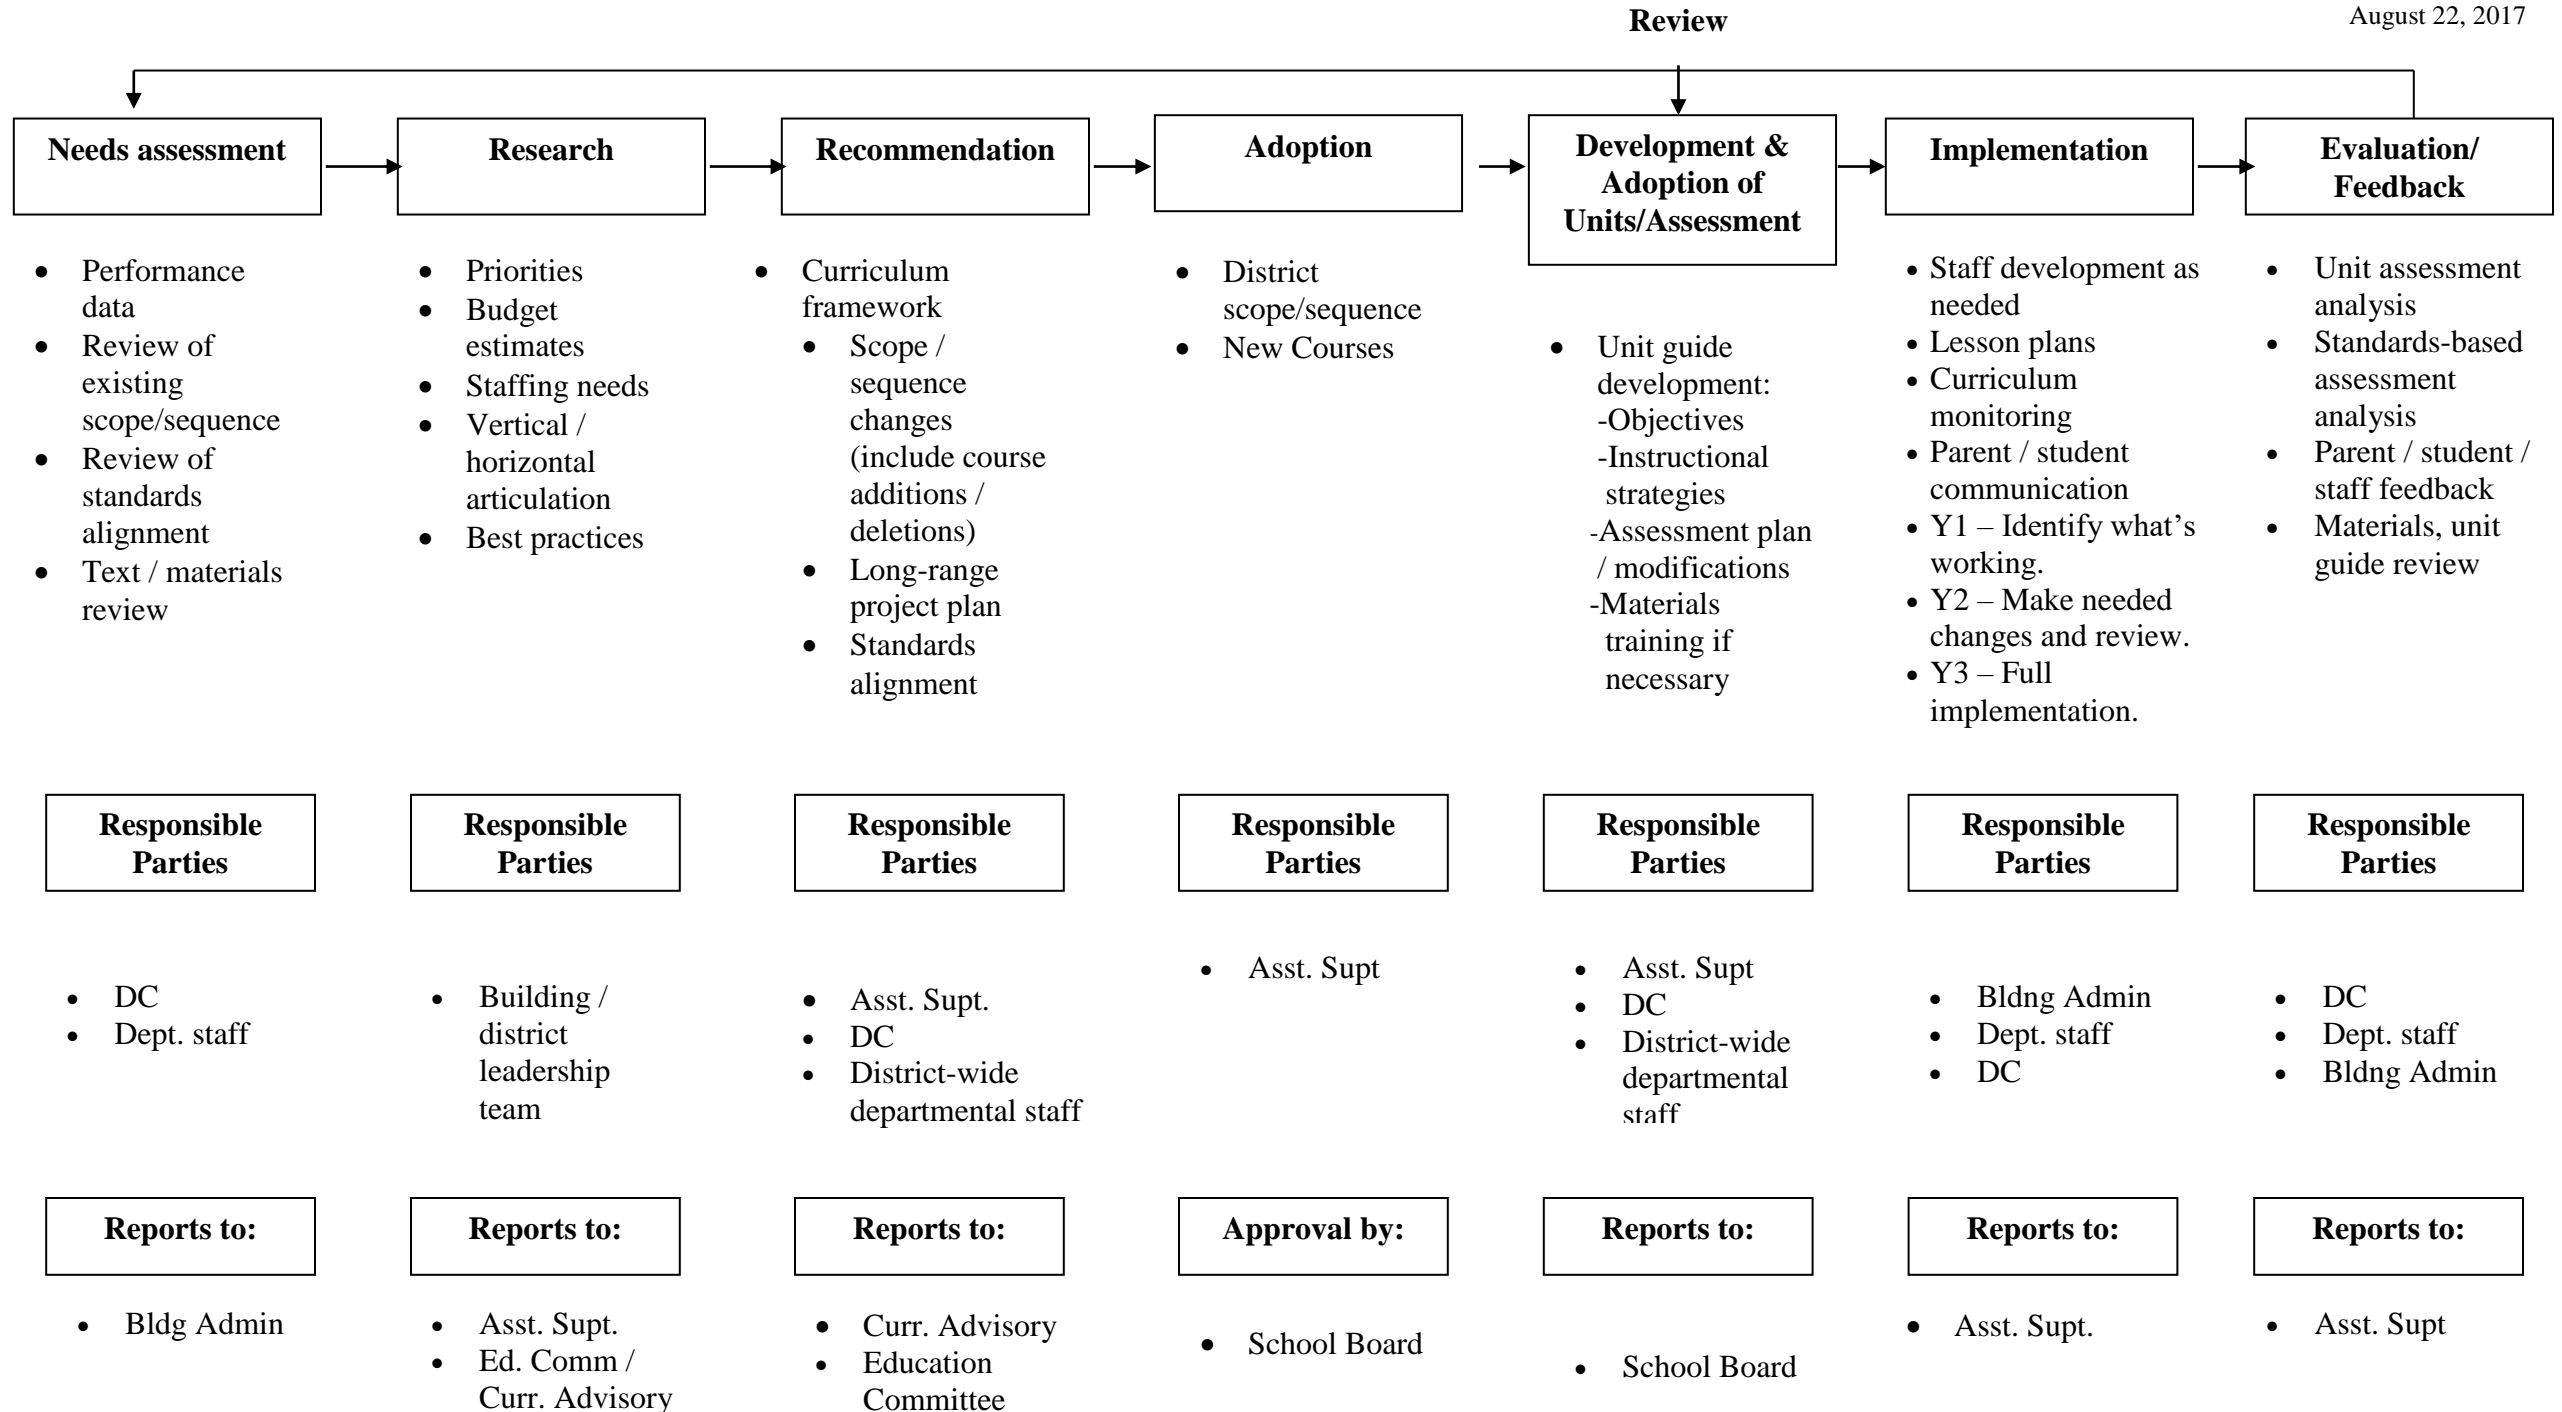 Review
August 22, 2017
Needs assessment
Research
Recommendation
Adoption
Development &
Adoption of
Units/Assessment
Implementation
Evaluation/
Feedback
• Performance
data
• Review of
existing
scope/sequence
• Review of
standards
alignment
• Text / materials
review
• Priorities
• Budget
estimates
• Staffing needs
• Vertical /
horizontal
articulation
• Best practices
• Curriculum
framework
• Scope /
sequence
changes
(include course
additions /
deletions)
• Long-range
project plan
• Standards
alignment
• District
scope/sequence
• New Courses
• Unit guide
development:
-Objectives
-Instructional
strategies
-Assessment plan
/ modifications
-Materials
training if
necessary
• Staff development as
needed
• Lesson plans
• Curriculum
monitoring
• Parent / student
communication
• Y1 – Identify what’s
working.
• Y2 – Make needed
changes and review.
• Y3 – Full
implementation.
• Unit assessment
analysis
• Standards-based
assessment
analysis
• Parent / student /
staff feedback
• Materials, unit
guide review
Responsible
Parties
Responsible
Parties
Responsible
Parties
Responsible
Parties
Responsible
Parties
Responsible
Parties
Responsible
Parties
• DC
• Dept. staff
• Building /
district
leadership
team
• Asst. Supt.
• DC
• District-wide
departmental staff
• Asst. Supt
• Asst. Supt
• DC
• District-wide
departmental
staff
• Bldng Admin
• Dept. staff
• DC
• DC
• Dept. staff
• Bldng Admin
Reports to:
Reports to:
Reports to:
Approval by:
Reports to:
Reports to:
Reports to:
• Bldg Admin
• Asst. Supt.
• Ed. Comm /
Curr. Advisory
• Curr. Advisory
• Education
Committee
• School Board
• School Board
• Asst. Supt.
• Asst. Supt